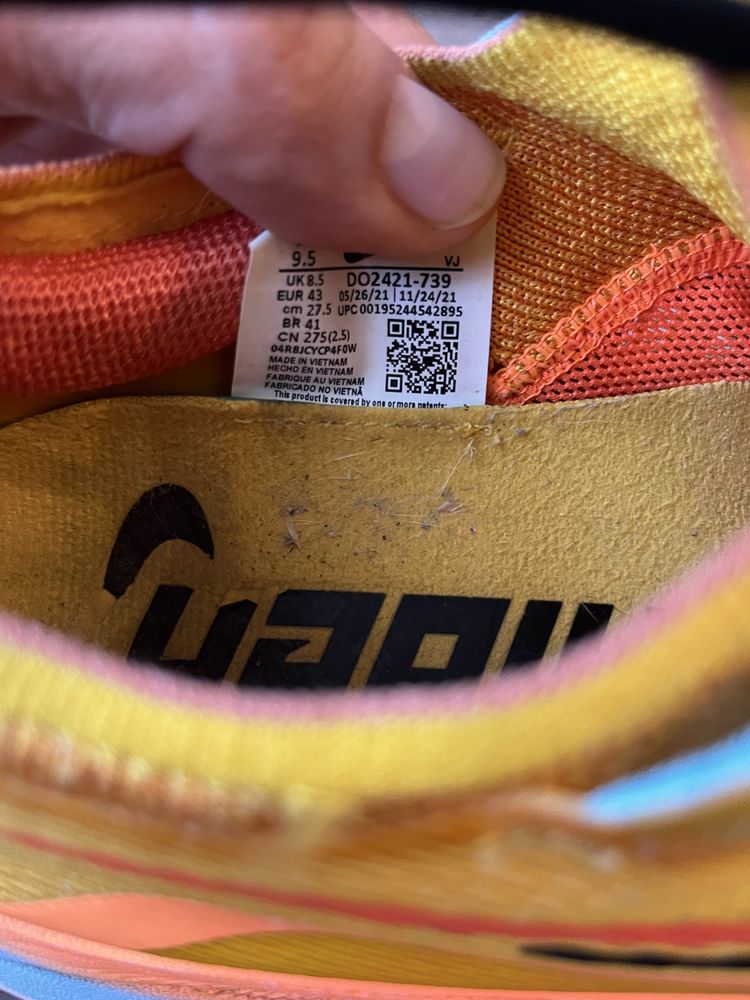 9.5 VJ
UK 8.5 DO2421-739
EUR 43 05/26/21 | 11/24/21
cm 27.5 UPC 00195244542895
BR 41
CN 275(2.5)
04RBJCYCP4F0W
MADE IN VIETNAM
HECHO EN VIETNAM
FABRIQUE AU VIETNAM
FABRICADO NO VIETNÃ
This product is covered by one or more patents: